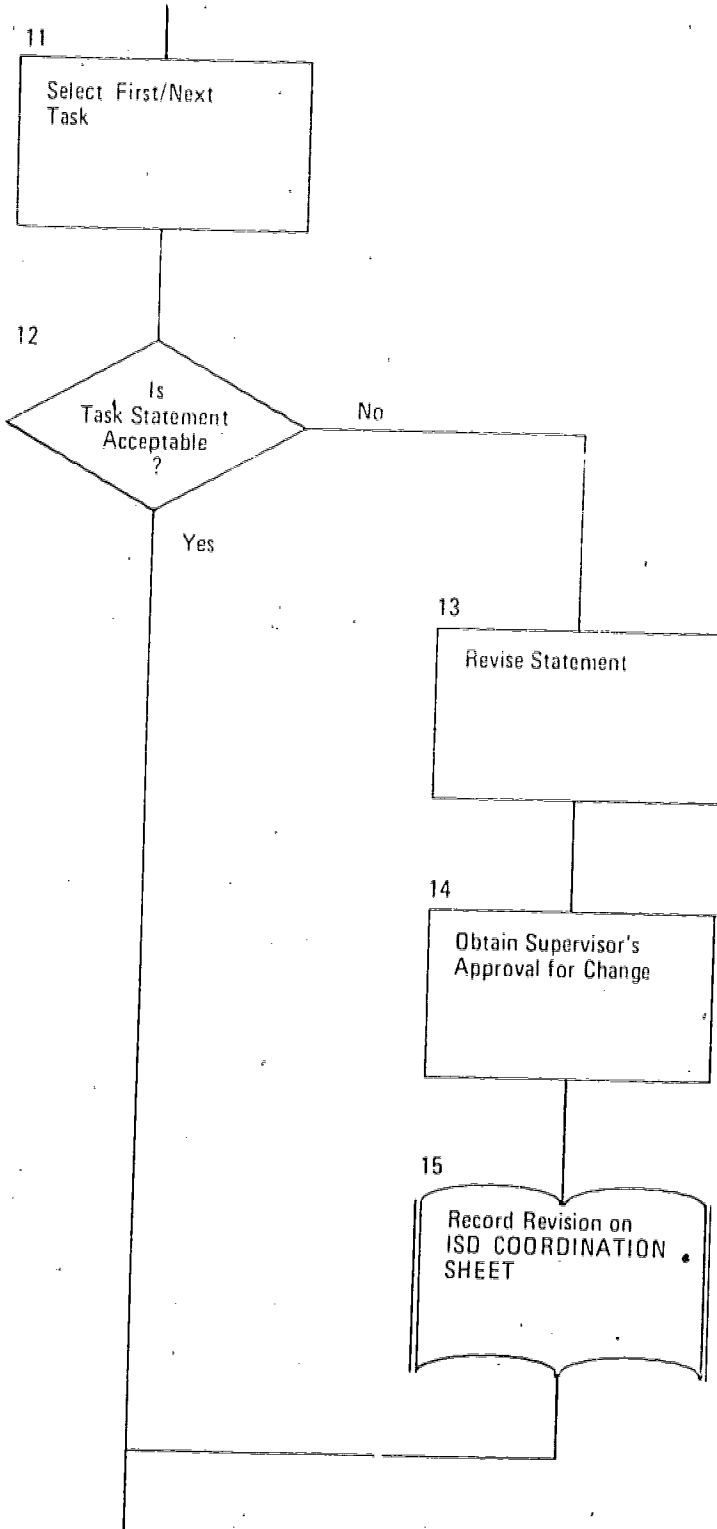 11
Select First/Next
Task
12
Is
Task Statement
Acceptable
?
No
Yes
13
Revise Statement
14
Obtain Supervisor's
Approval for Change
15
Record Revision on
ISD COORDINATION
SHEET